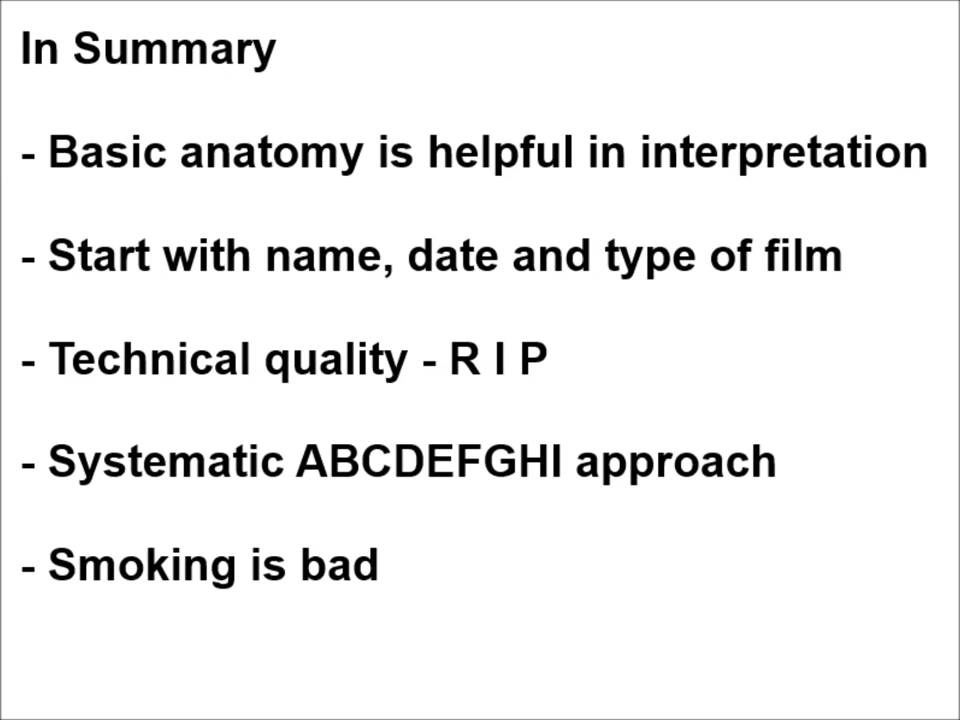 In Summary
- Basic anatomy is helpful in interpretation
- Start with name, date and type of film
- Technical quality - R I P
- Systematic ABCDEFGHI approach
- Smoking is bad